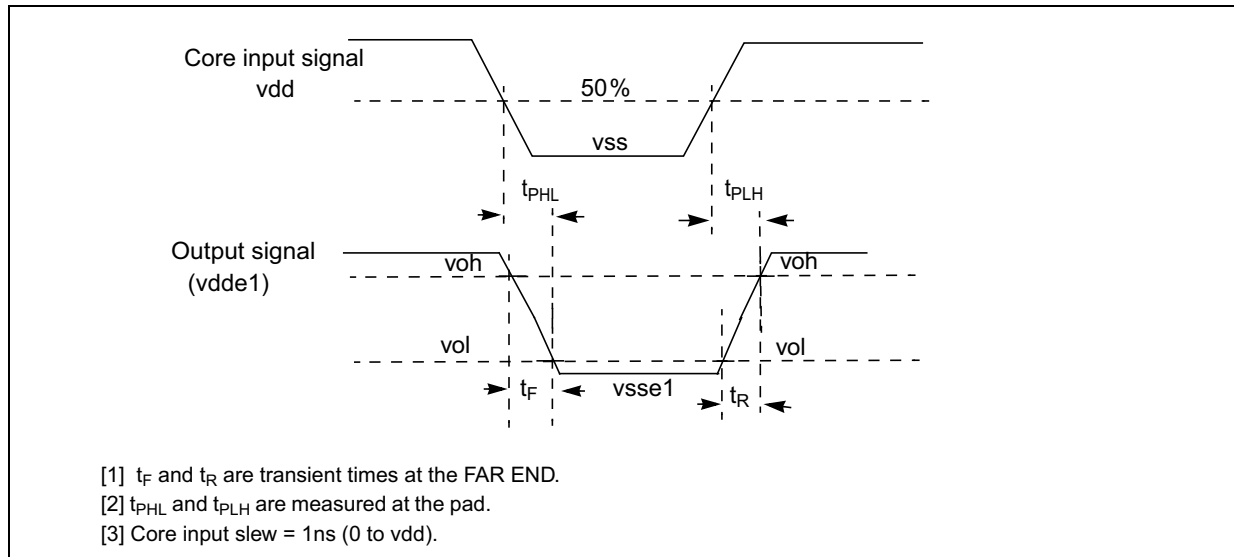 Core input signal
vdd
50%
vss
tPHL
tPLH
Output signal
(vdde1)
voh
voh
vol
vol
tF
vsse1
tR
[1] tF and tR are transient times at the FAR END.
[2] tPHL and tPLH are measured at the pad.
[3] Core input slew = 1ns (0 to vdd).